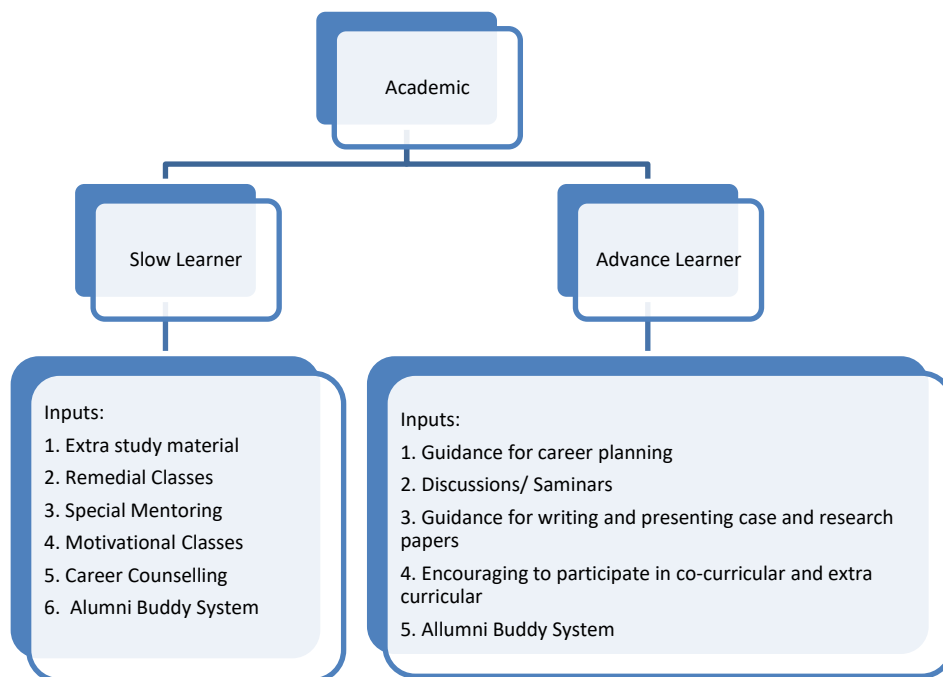 Academic
Slow Learner
Advance Learner
Inputs:
1. Extra study material
2. Remedial Classes
3. Special Mentoring
4. Motivational Classes
5. Career Counselling
6. Alumni Buddy System
Inputs:
1. Guidance for career planning
2. Discussions/ Saminars
3. Guidance for writing and presenting case and research
papers
4. Encouraging to participate in co-curricular and extra
curricular
5. Allumni Buddy System